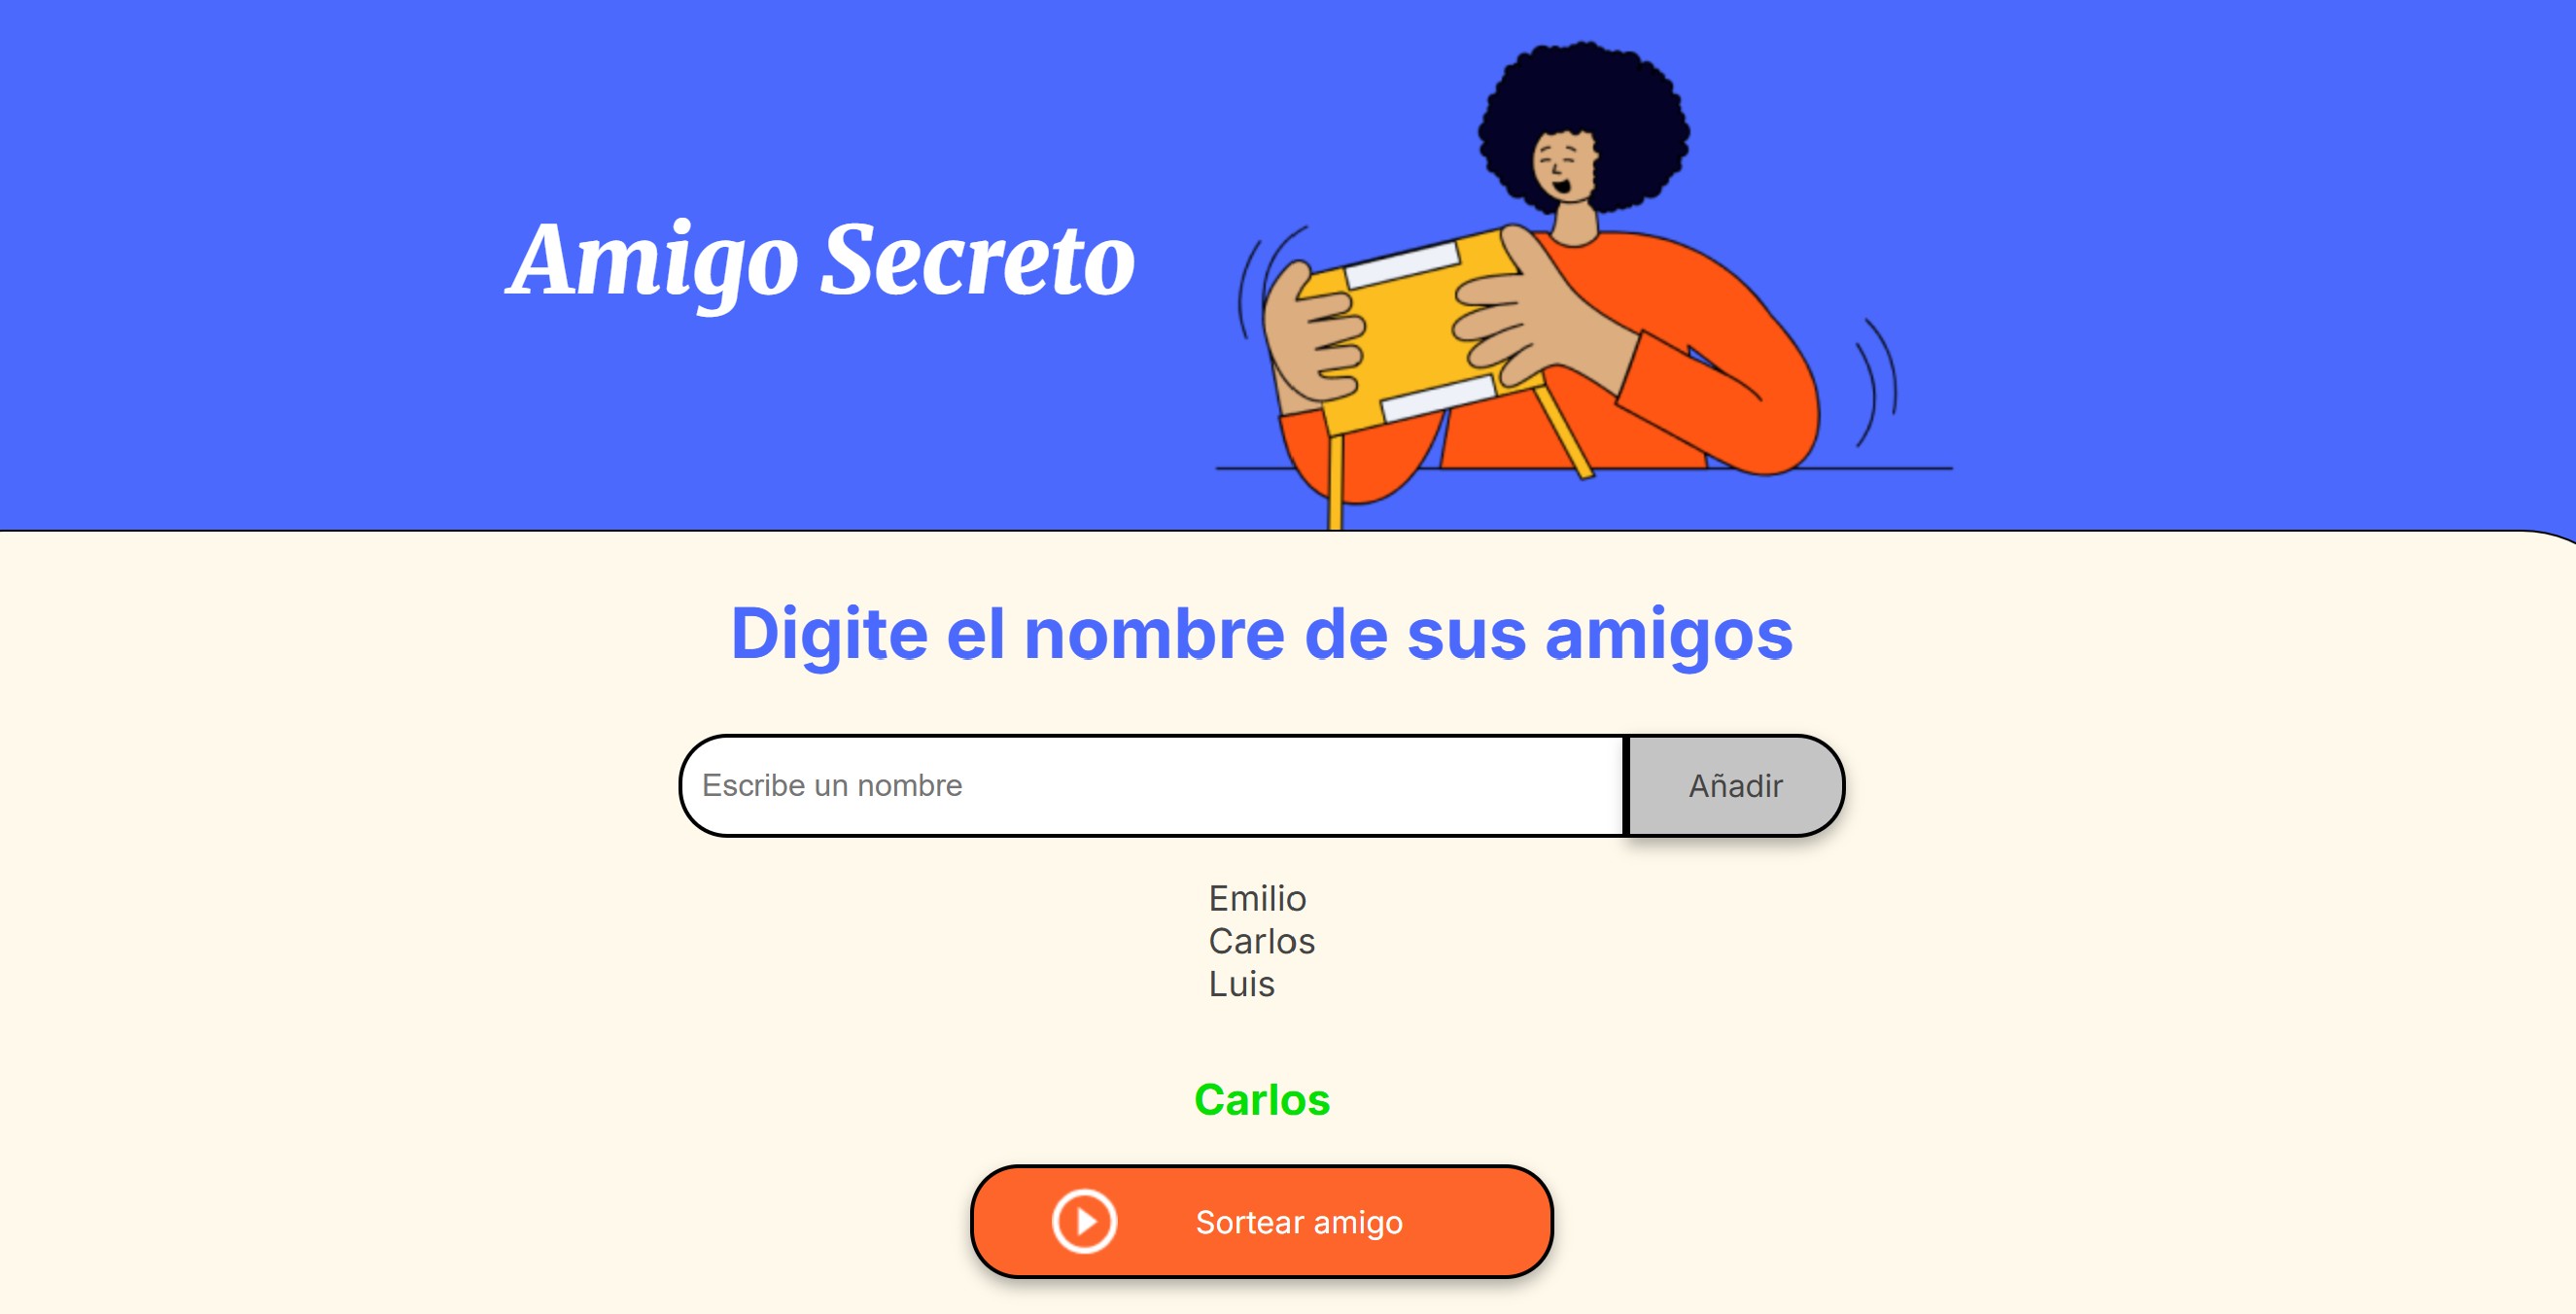 Amigo Secreto
Digite el nombre de sus amigos
Escribe un nombre
Añadir
Emilio
Carlos
Luis
Carlos
Sortear amigo